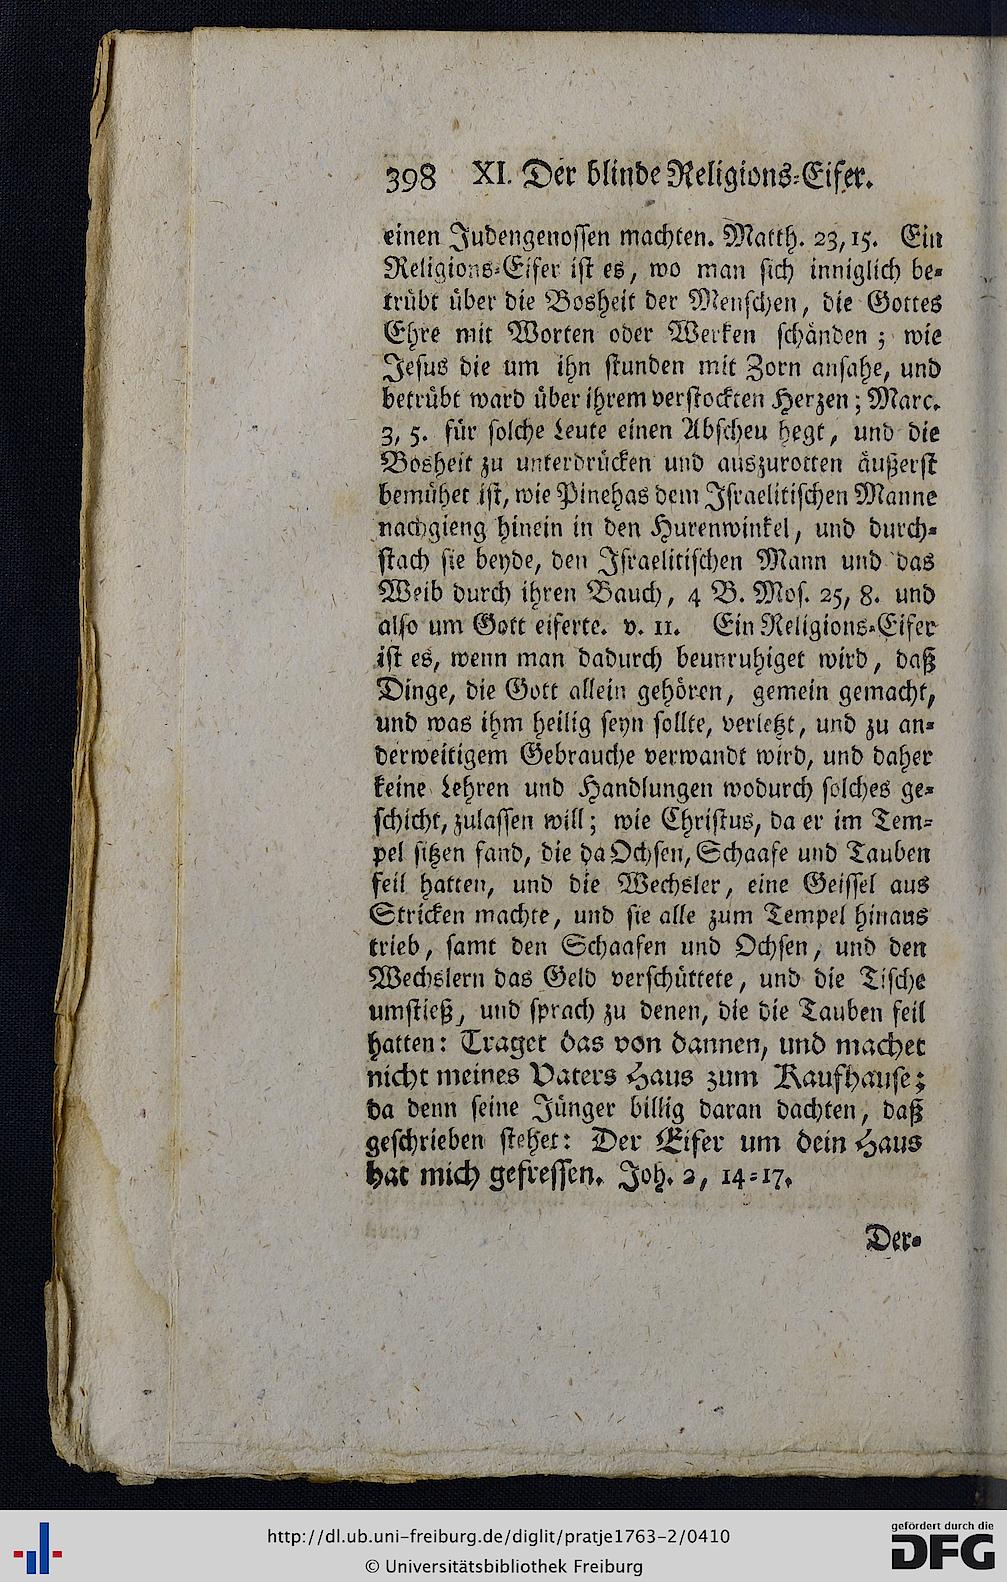 398 XI. Der blinde Religions-Eifer.
einen Judengenossen machten. Matth. 23, 15. Ein
Religions-Eifer ist es, wo man sich inniglich be-
trübt über die Bosheit der Menschen, die Gottes
Ehre mit Worten oder Werken schänden; wie
Jesus die um ihn stunden mit Zorn ansahe, und
betrübt ward über ihrem verstockten Herzen; Marc.
3, 5. für solche Leute einen Abscheu hegt, und die
Bosheit zu unterdrücken und auszurotten äußerst
bemühet ist, wie Pinehas dem Israelitischen Manne
nachgieng hinein in den Hurenwinkel, und durch-
stach sie beyde, den Israelitischen Mann und das
Weib durch ihren Bauch, 4 B. Mos. 25, 8. und
also um Gott eiferte. v. 11. Ein Religions-Eifer
ist es, wenn man dadurch beunruhiget wird, daß
Dinge, die Gott allein gehören, gemein gemacht,
und was ihm heilig seyn sollte, verletzt, und zu an-
derweitigem Gebrauche verwandt wird, und daher
keine Lehren und Handlungen wodurch solches ge-
schicht, zulassen will; wie Christus, da er im Tem-
pel sitzen fand, die da Ochsen, Schaafe und Tauben
feil hatten, und die Wechsler, eine Geissel aus
Stricken machte, und sie alle zum Tempel hinaus
trieb, samt den Schaafen und Ochsen, und den
Wechslern das Geld verschüttete, und die Tische
umstieß, und sprach zu denen, die die Tauben feil
hatten: Traget das von dannen, und machet
nicht meines Vaters Haus zum Kaufhause;
da denn seine Jünger billig daran dachten, daß
geschrieben stehet: Der Eifer um dein Haus
hat mich gefressen. Joh. 2, 14-17.
Der-
http://dl.ub.uni-freiburg.de/diglit/pratje1763-2/0410
© Universitätsbibliothek Freiburg
gefördert durch die
DFG